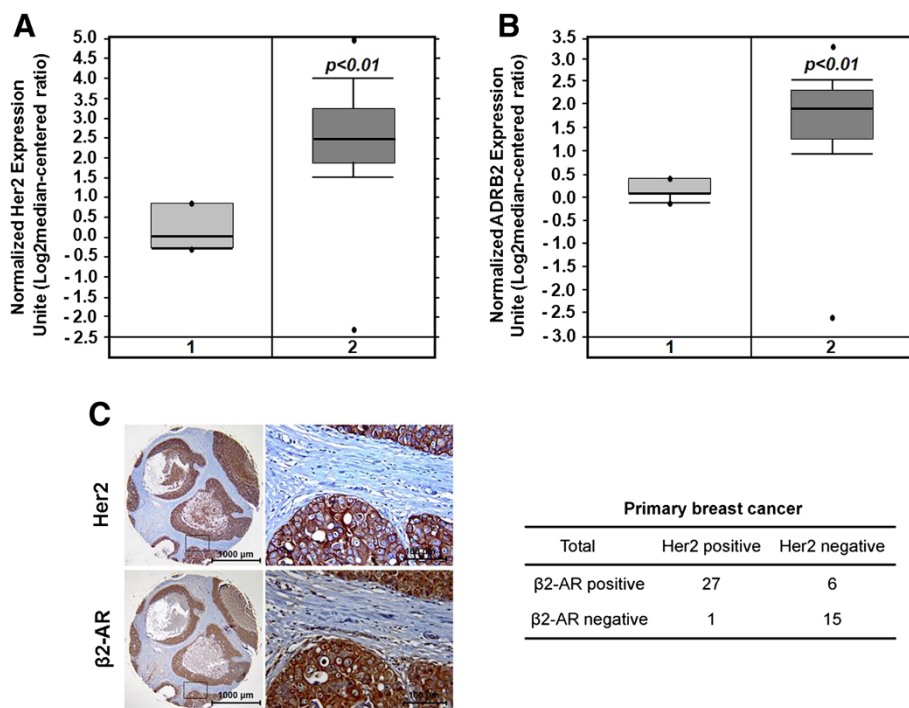 A
Normalized Her2 Expression
Unite (Log2median-centered ratio)
5.0
4.5
4.0
3.5
3.0
2.5
2.0
1.5
1.0
0.5
0.0
- 0.5
- 1.0
- 1.5
- 2.0
- 2.5
p<0.01
1
2
B
Normalized ADRB2 Expression
Unite (Log2median-centered ratio)
3.5
3.0
2.5
2.0
1.5
1.0
0.5
0.0
- 0.5
- 1.0
- 1.5
- 2.0
- 2.5
- 3.0
p<0.01
1
2
C
Her2
1000 µm
100 µm
β2-AR
1000 µm
100 µm
Primary breast cancer
Total Her2 positive Her2 negative
β2-AR positive 27 6
β2-AR negative 1 15